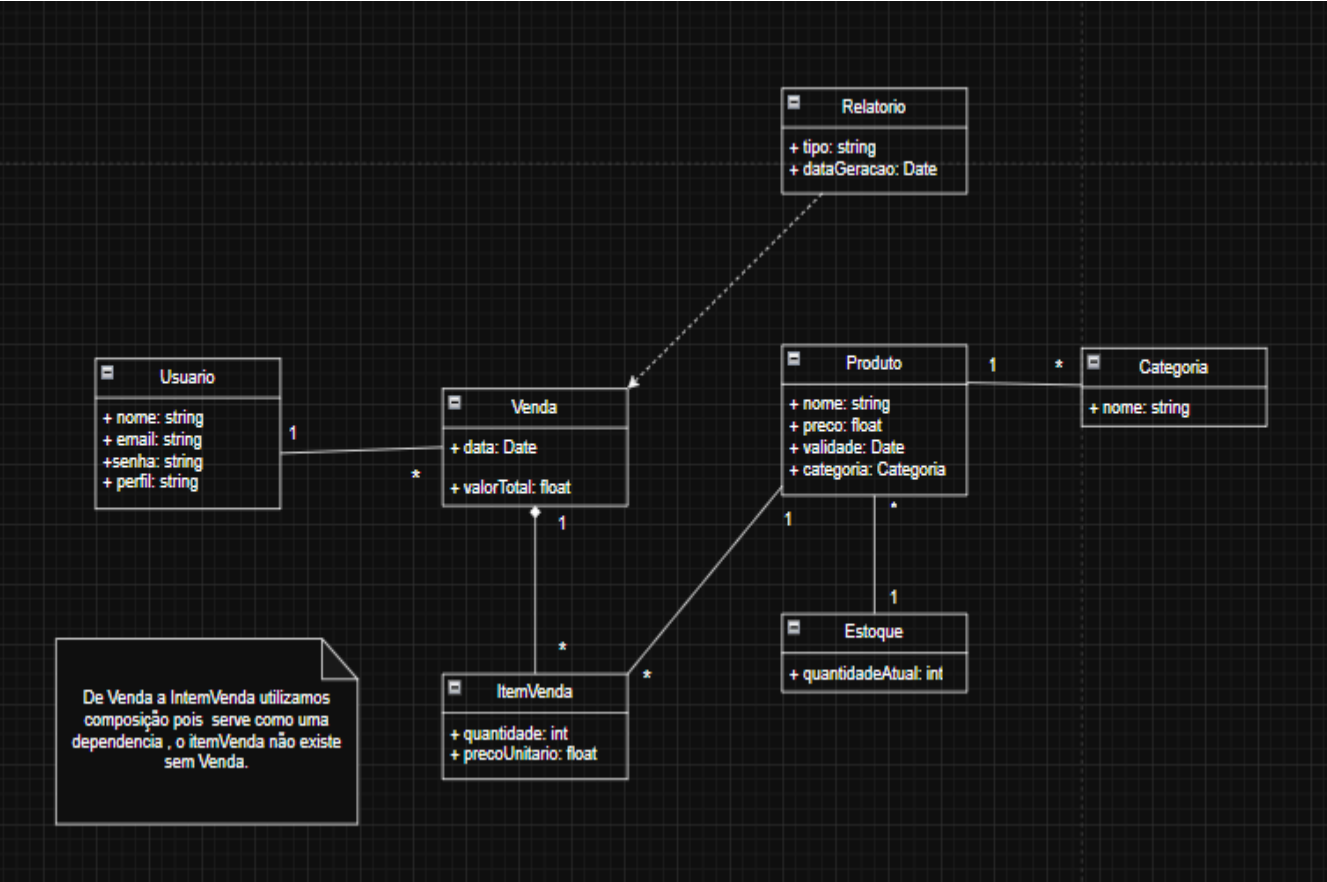 Relatorio
+ tipo: string
+ dataGeracao: Date
Usuario
+ nome: string
+ email: string
+senha: string
+ perfil: string
1
*
Venda
+ data: Date
+ valorTotal: float
1
*
Produto
+ nome: string
+ preco: float
+ validade: Date
+ categoria: Categoria
1
*
Categoria
+ nome: string
1
*
*
1
Estoque
+ quantidadeAtual: int
ItemVenda
+ quantidade: int
+ precoUnitario: float
De Venda a IntemVenda utilizamos
composição pois serve como uma
dependencia , o itemVenda não existe
sem Venda.